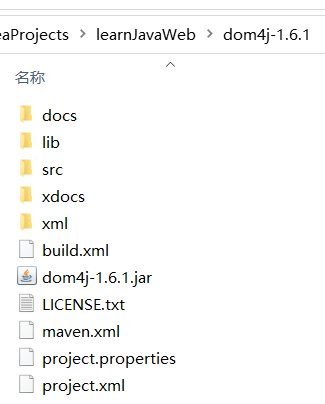 eaProjects > learnJavaWeb > dom4j-1.6.1
名称
docs
lib
src
xdocs
xml
build.xml
dom4j-1.6.1.jar
LICENSE.txt
maven.xml
project.properties
project.xml